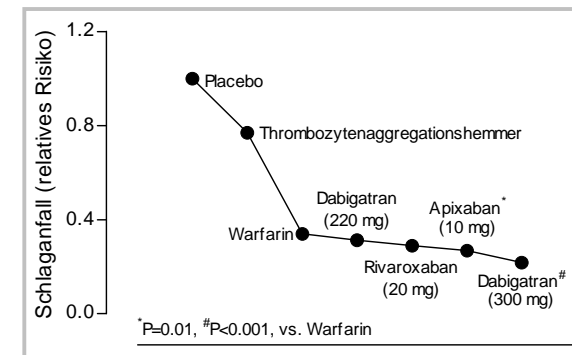 Schlaganfall (relatives Risiko)
1.2
0.8
0.4
0.0
Placebo
Thrombozytenaggregationshemmer
Warfarin
Dabigatran
(220 mg)
Rivaroxaban
(20 mg)
Apixaban*
(10 mg)
Dabigatran#
(300 mg)
*P=0.01, #P<0.001, vs. Warfarin